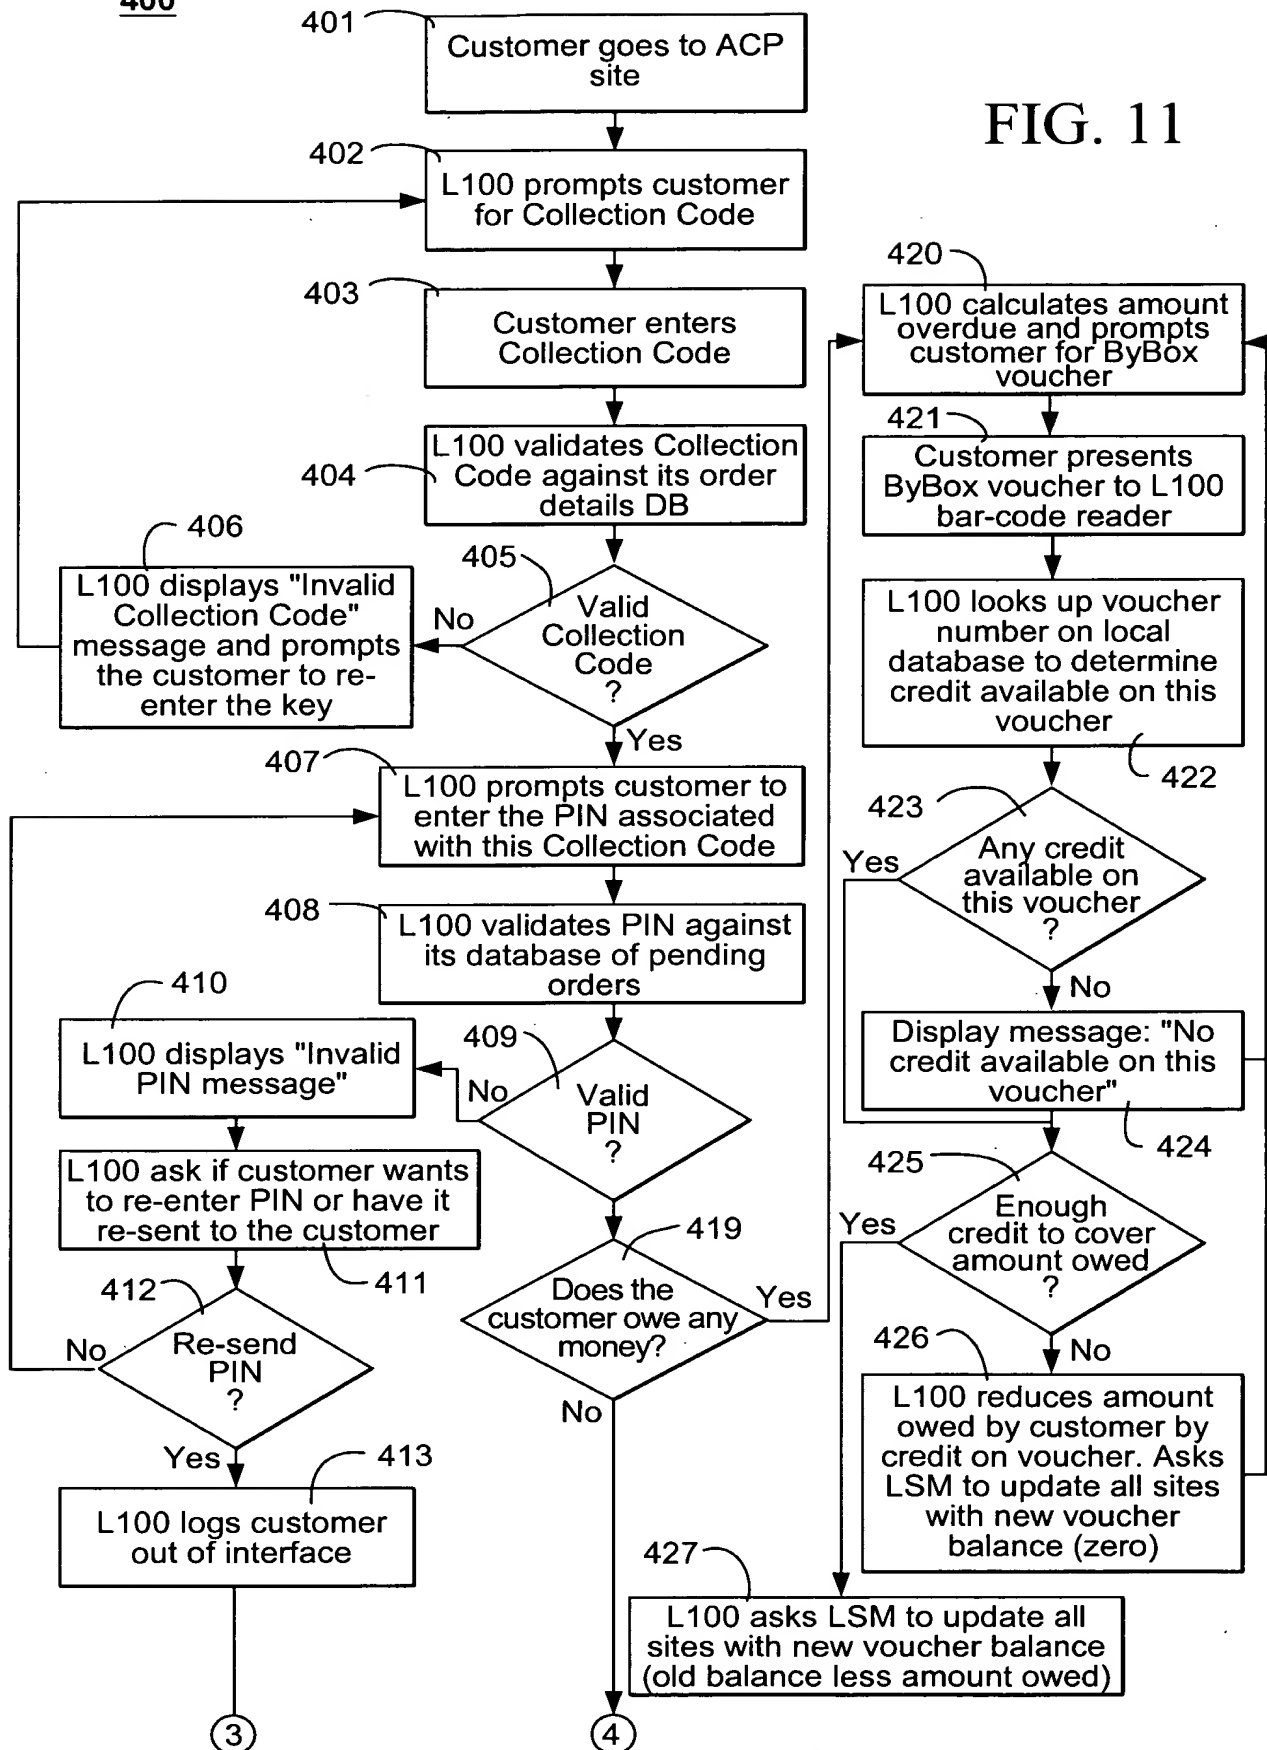 400
401
Customer goes to ACP
site
FIG. 11
402
L100 prompts customer
for Collection Code
403
Customer enters
Collection Code
404
L100 validates Collection
Code against its order
details DB
405
Valid
Collection
Code
?
No
Yes
406
L100 displays "Invalid
Collection Code"
message and prompts
the customer to re-
enter the key
407
L100 prompts customer to
enter the PIN associated
with this Collection Code
408
L100 validates PIN against
its database of pending
orders
409
Valid
PIN
?
No
410
L100 displays "Invalid
PIN message"
L100 ask if customer wants
to re-enter PIN or have it
re-sent to the customer
411
412
Re-send
PIN
?
No
Yes
413
L100 logs customer
out of interface
3
419
Does the
customer owe any
money?
Yes
No
4
420
L100 calculates amount
overdue and prompts
customer for ByBox
voucher
421
Customer presents
ByBox voucher to L100
bar-code reader
L100 looks up voucher
number on local
database to determine
credit available on this
voucher
422
423
Any credit
available on
this voucher
?
Yes
No
Display message: "No
credit available on this
voucher"
424
425
Enough
credit to cover
amount owed
?
Yes
No
426
L100 reduces amount
owed by customer by
credit on voucher. Asks
LSM to update all sites
with new voucher
balance (zero)
427
L100 asks LSM to update all
sites with new voucher balance
(old balance less amount owed)